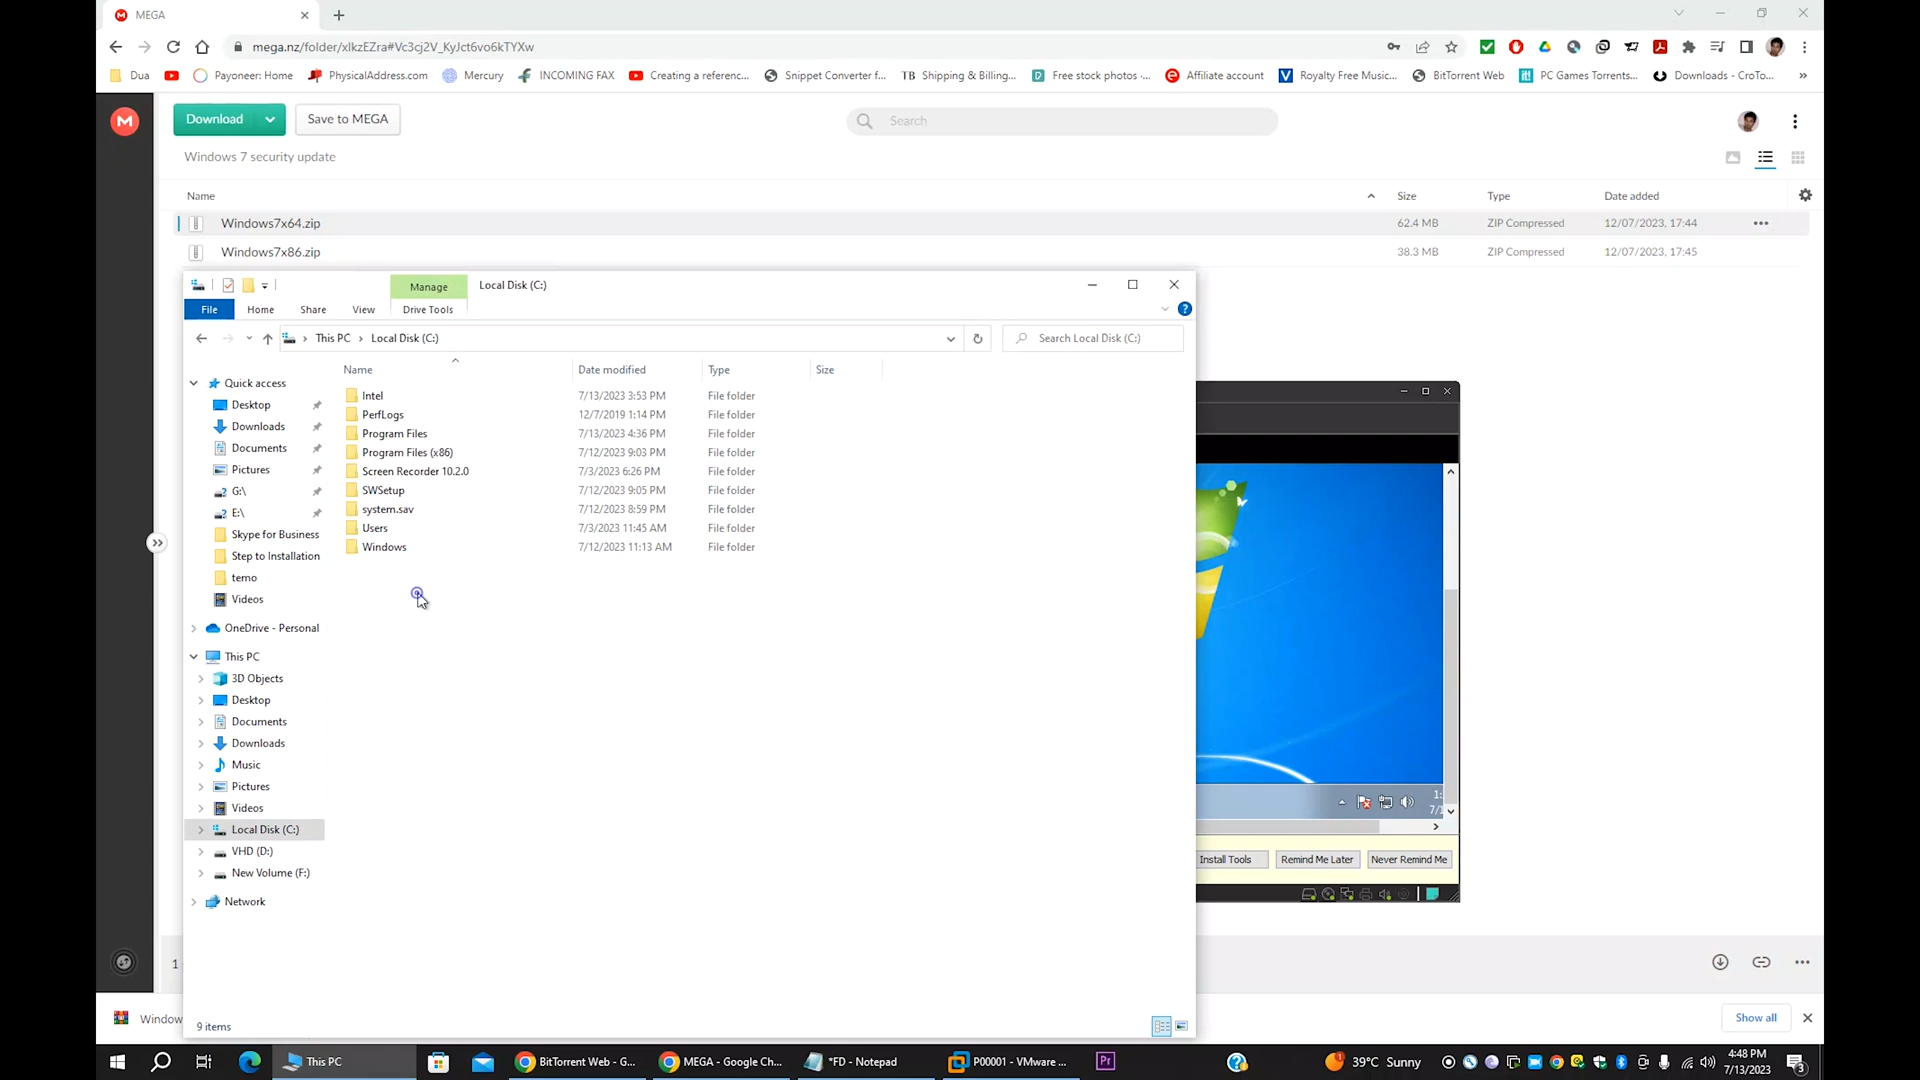 MEGA
mega.nz/folder/xIkzEZra#Vc3cj2V_KyJct6vo6kTYXw
Dua
Payoneer: Home
PhysicalAddress.com
Mercury
INCOMING FAX
Creating a referenc...
Snippet Converter f...
TB Shipping & Billing...
Free stock photos -...
Affiliate account
Royalty Free Music...
BitTorrent Web
PC Games Torrents...
Downloads - CroTo...
»
M
Download
Save to MEGA
Search
Windows 7 security update
Name
Size
Type
Date added
Windows7x64.zip
62.4 MB
ZIP Compressed
12/07/2023, 17:44
Windows7x86.zip
38.3 MB
ZIP Compressed
12/07/2023, 17:45
Manage
Local Disk (C:)
File
Home
Share
View
Drive Tools
This PC > Local Disk (C:)
Search Local Disk (C:)
Name
Date modified
Type
Size
Intel
7/13/2023 3:53 PM
File folder
PerfLogs
12/7/2019 1:14 PM
File folder
Program Files
7/13/2023 4:36 PM
File folder
Program Files (x86)
7/12/2023 9:03 PM
File folder
Screen Recorder 10.2.0
7/3/2023 6:26 PM
File folder
SWSetup
7/12/2023 9:05 PM
File folder
system.sav
7/12/2023 8:59 PM
File folder
Users
7/3/2023 11:45 AM
File folder
Windows
7/12/2023 11:13 AM
File folder
Quick access
Desktop
Downloads
Documents
Pictures
G:\
E:\
Skype for Business
Step to Installation
temo
Videos
OneDrive - Personal
This PC
3D Objects
Desktop
Documents
Downloads
Music
Pictures
Videos
Local Disk (C:)
VHD (D:)
New Volume (F:)
Network
9 items
1:
7/1
Install Tools
Remind Me Later
Never Remind Me
1
Window
Show all
This PC
BitTorrent Web - G...
MEGA - Google Ch...
*FD - Notepad
P00001 - VMware ...
Pr
39°C Sunny
4:48 PM
7/13/2023
3